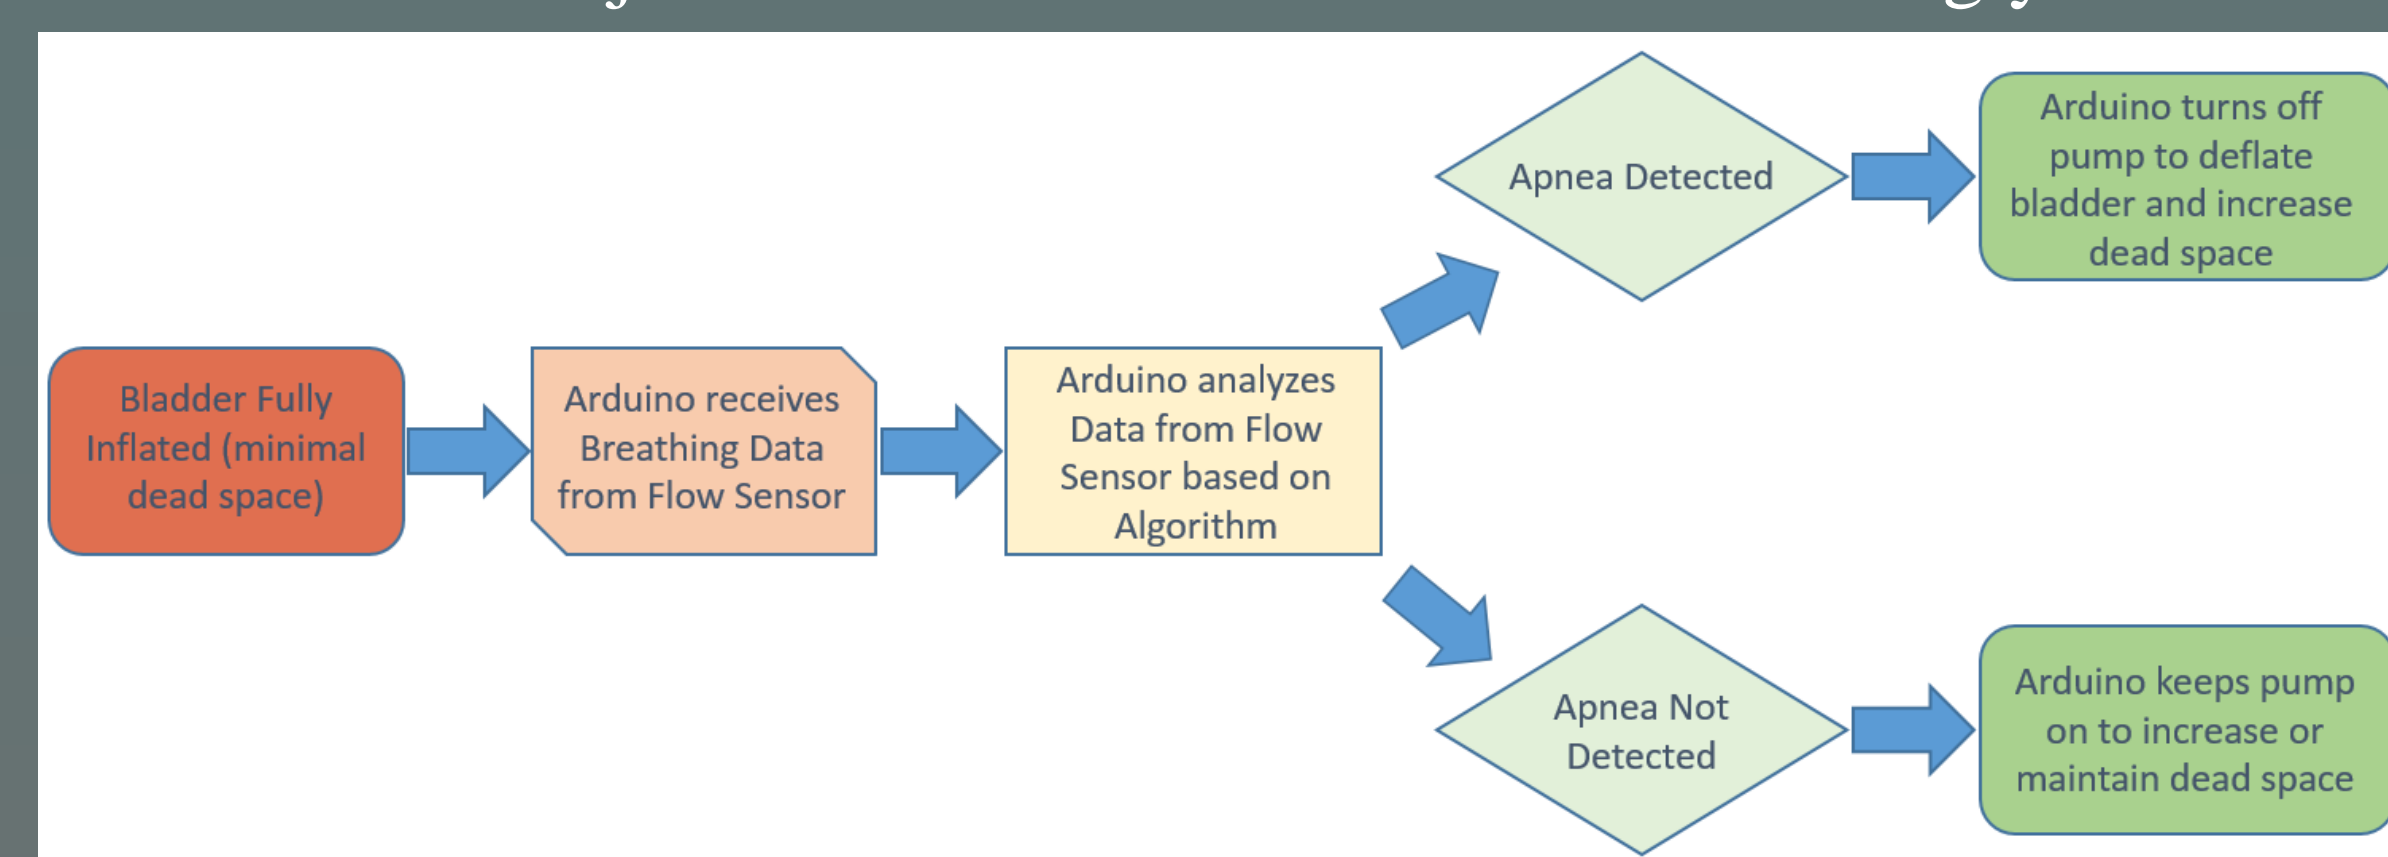 Bladder Fully
Inflated (minimal
dead space)
Arduino receives
Breathing Data
from Flow Sensor
Arduino analyzes
Data from Flow
Sensor based on
Algorithm
Apnea Detected
Arduino turns off
pump to deflate
bladder and increase
dead space
Apnea Not
Detected
Arduino keeps pump
on to increase or
maintain dead space